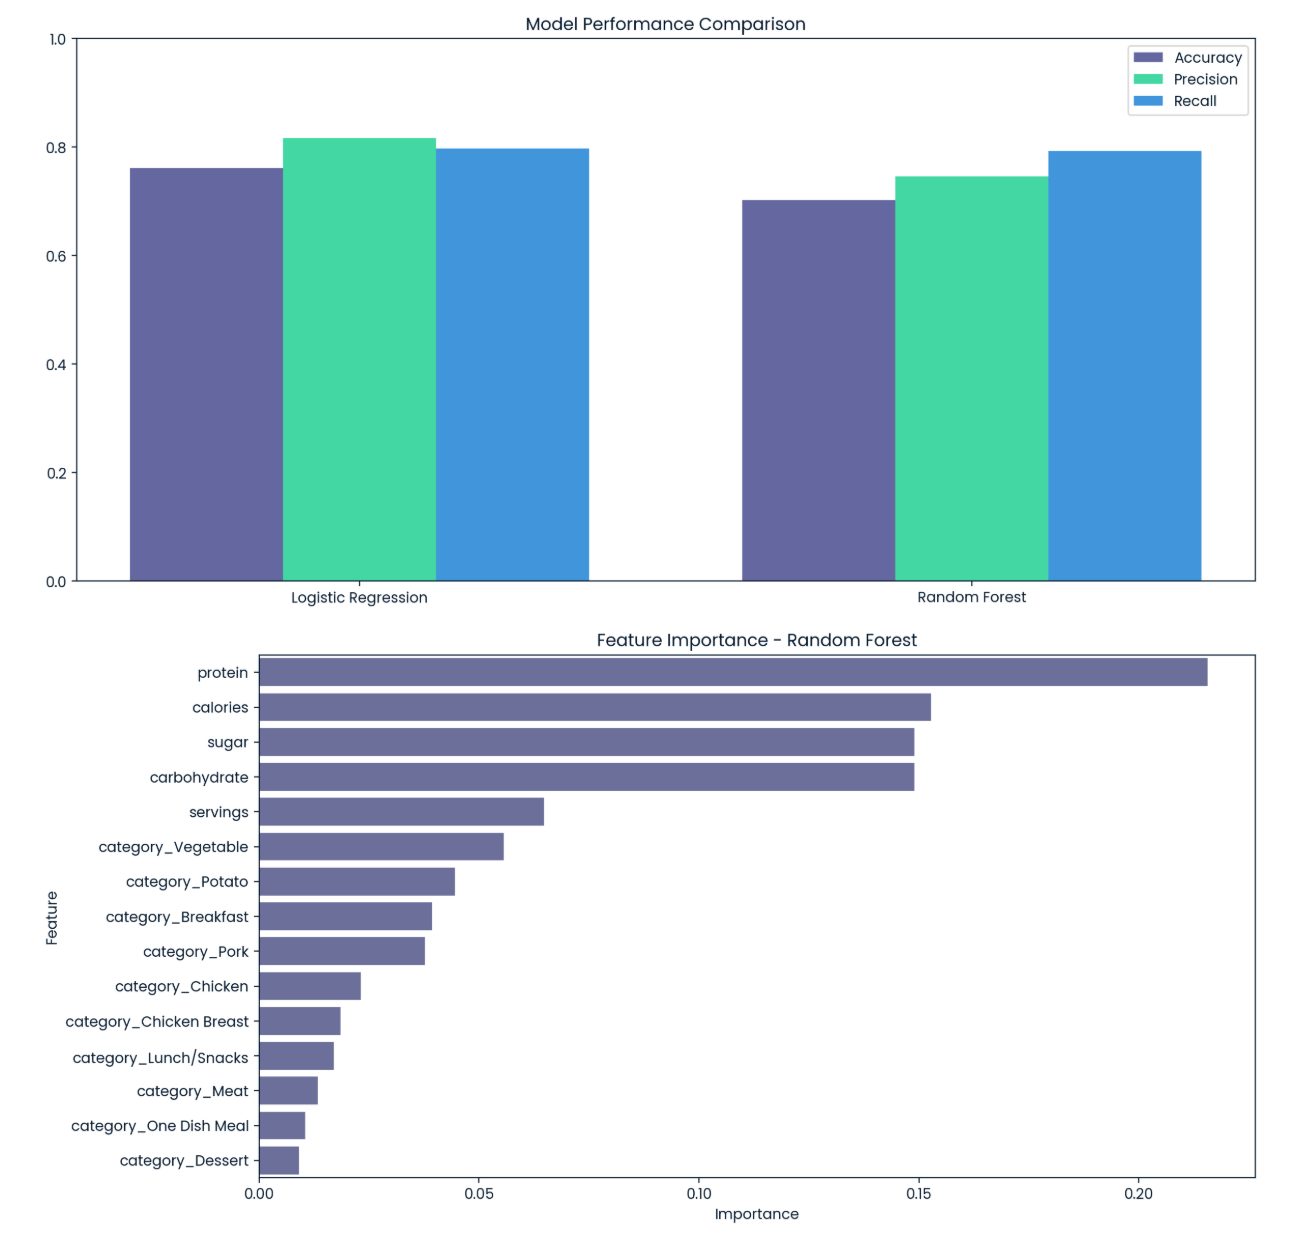 Model Performance Comparison
1.0
0.8
0.6
0.4
0.2
0.0
Accuracy
Precision
Recall
Logistic Regression
Random Forest
Feature Importance - Random Forest
Feature
protein
calories
sugar
carbohydrate
servings
category_Vegetable
category_Potato
category_Breakfast
category_Pork
category_Chicken
category_Chicken Breast
category_Lunch/Snacks
category_Meat
category_One Dish Meal
category_Dessert
0.00 0.05 0.10 0.15 0.20
Importance